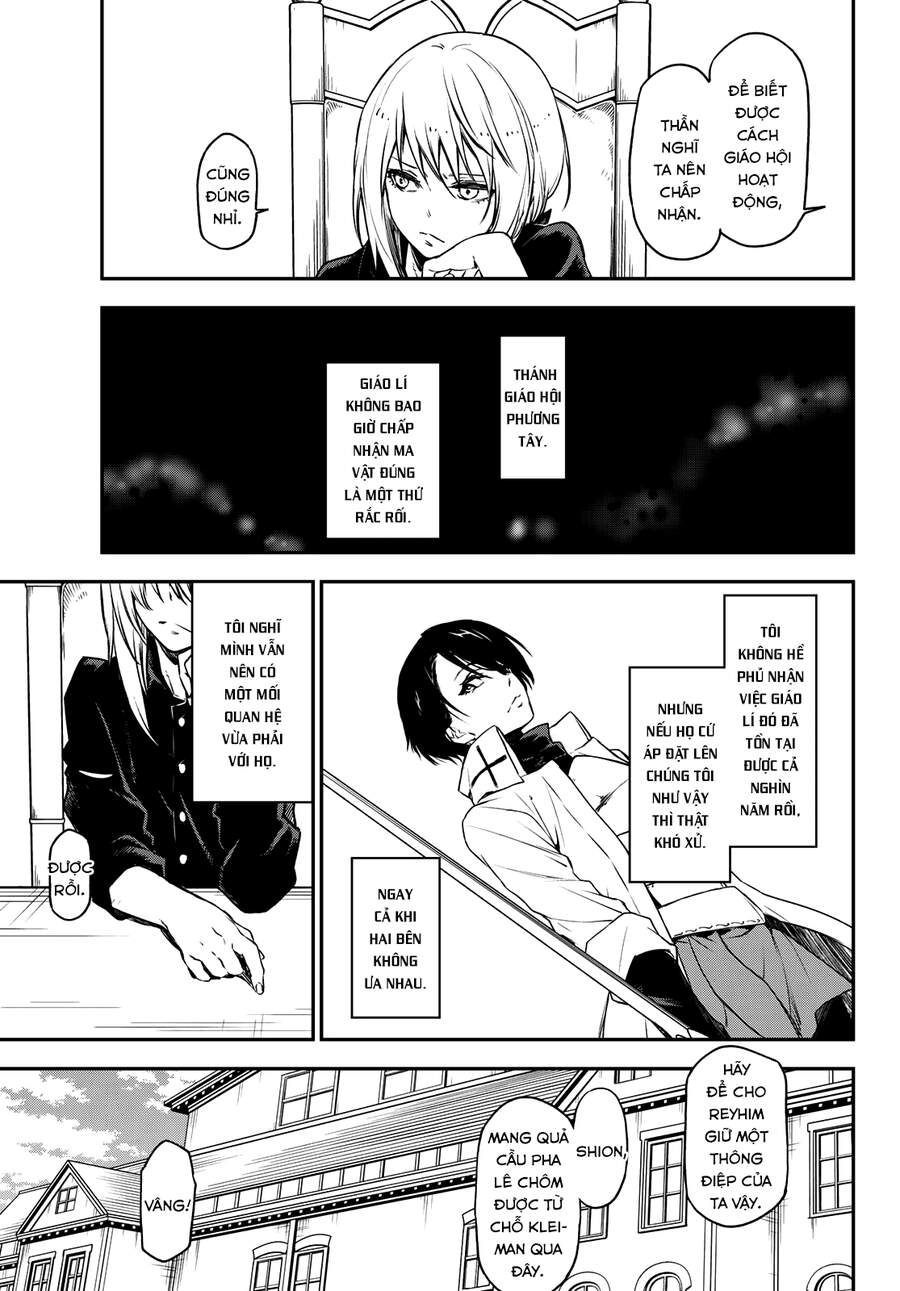 ĐỂ BIẾT
ĐƯỢC
CÁCH
GIÁO HỘI
HOẠT
ĐỘNG,
THẦN
NGHĨ
TA NÊN
CHẤP
NHẬN.
CŨNG
ĐÚNG
NHỈ.
THÁNH
GIÁO HỘI
PHƯƠNG
TÂY.
GIÁO LÍ
KHÔNG BAO
GIỜ CHẤP
NHẬN MA
VẬT ĐÚNG
LÀ MỘT THỨ
RẮC RỐI.
TÔI
KHÔNG HỀ
PHỦ NHẬN
VIỆC GIÁO
LÍ ĐÓ ĐÃ
TỒN TẠI
ĐƯỢC CẢ
NGHÌN
NĂM RỒI,
NHƯNG
NẾU HỌ CỨ
ÁP ĐẶT LÊN
CHÚNG TÔI
NHƯ VẬY
THÌ THẬT
KHÓ XỬ.
NGAY
CẢ KHI
HAI BÊN
KHÔNG
ƯA NHAU.
TÔI NGHĨ
MÌNH VẪN
NÊN CÓ
MỘT MỐI
QUAN HỆ
VỪA PHẢI
VỚI HỌ.
ĐƯỢC
RỒI.
HÃY
ĐỂ CHO
REYHIM
GIỮ MỘT
THÔNG
ĐIỆP CỦA
TA VẬY.
SHION,
MANG QUẢ
CẦU PHA
LÊ CHÔM
ĐƯỢC TỪ
CHỖ KLEI-
MAN QUA
ĐÂY.
VÂNG!